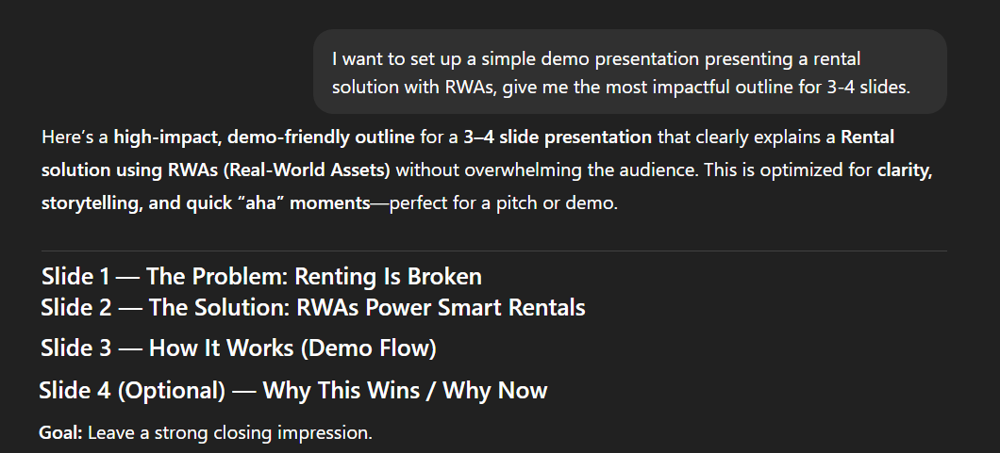 I want to set up a simple demo presentation presenting a rental
solution with RWAs, give me the most impactful outline for 3-4 slides.
Here’s a high-impact, demo-friendly outline for a 3–4 slide presentation that clearly explains a Rental
solution using RWAs (Real-World Assets) without overwhelming the audience. This is optimized for clarity,
storytelling, and quick “aha” moments—perfect for a pitch or demo.
Slide 1 — The Problem: Renting Is Broken
Slide 2 — The Solution: RWAs Power Smart Rentals
Slide 3 — How It Works (Demo Flow)
Slide 4 (Optional) — Why This Wins / Why Now
Goal: Leave a strong closing impression.